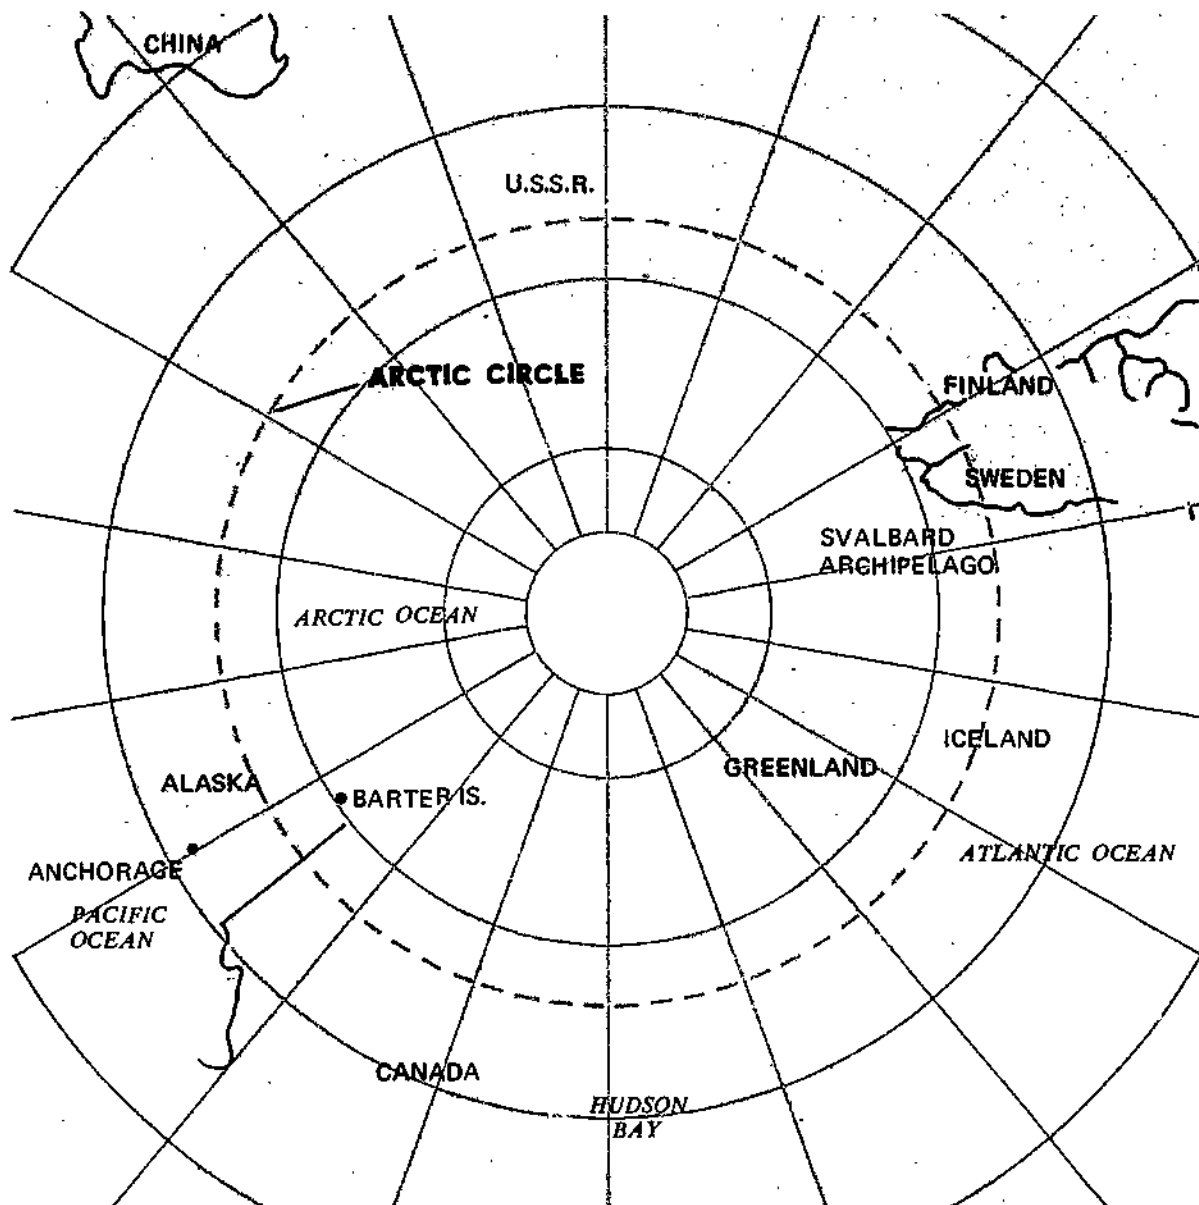 CHINA
U.S.S.R.
ARCTIC CIRCLE
FINLAND
SWEDEN
SVALBARD
ARCHIPELAGO
ARCTIC OCEAN
ICELAND
GREENLAND
ALASKA
BARTER IS.
ATLANTIC OCEAN
ANCHORAGE
PACIFIC
OCEAN
CANADA
HUDSON
BAY